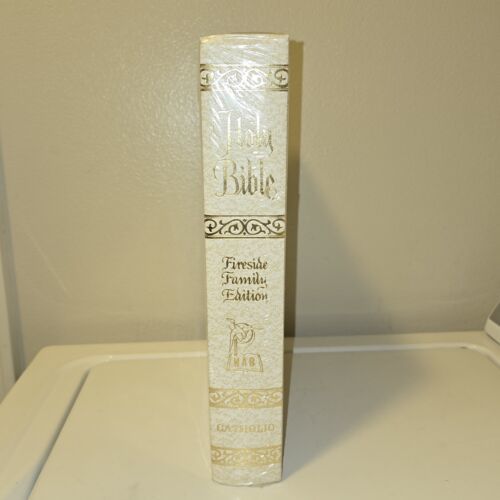 Holy
Bible
Fireside
Family
Edition
NAB
CATHOLIC